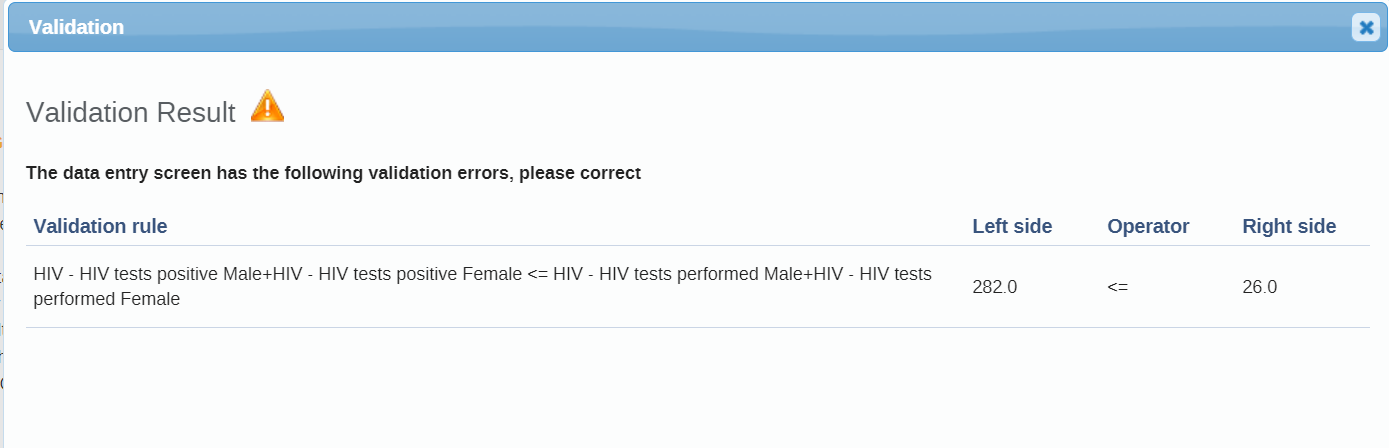 Validation
Validation Result
The data entry screen has the following validation errors, please correct
Validation rule Left side Operator Right side
HIV - HIV tests positive Male+HIV - HIV tests positive Female <= HIV - HIV tests performed Male+HIV - HIV tests
performed Female
282.0 <= 26.0